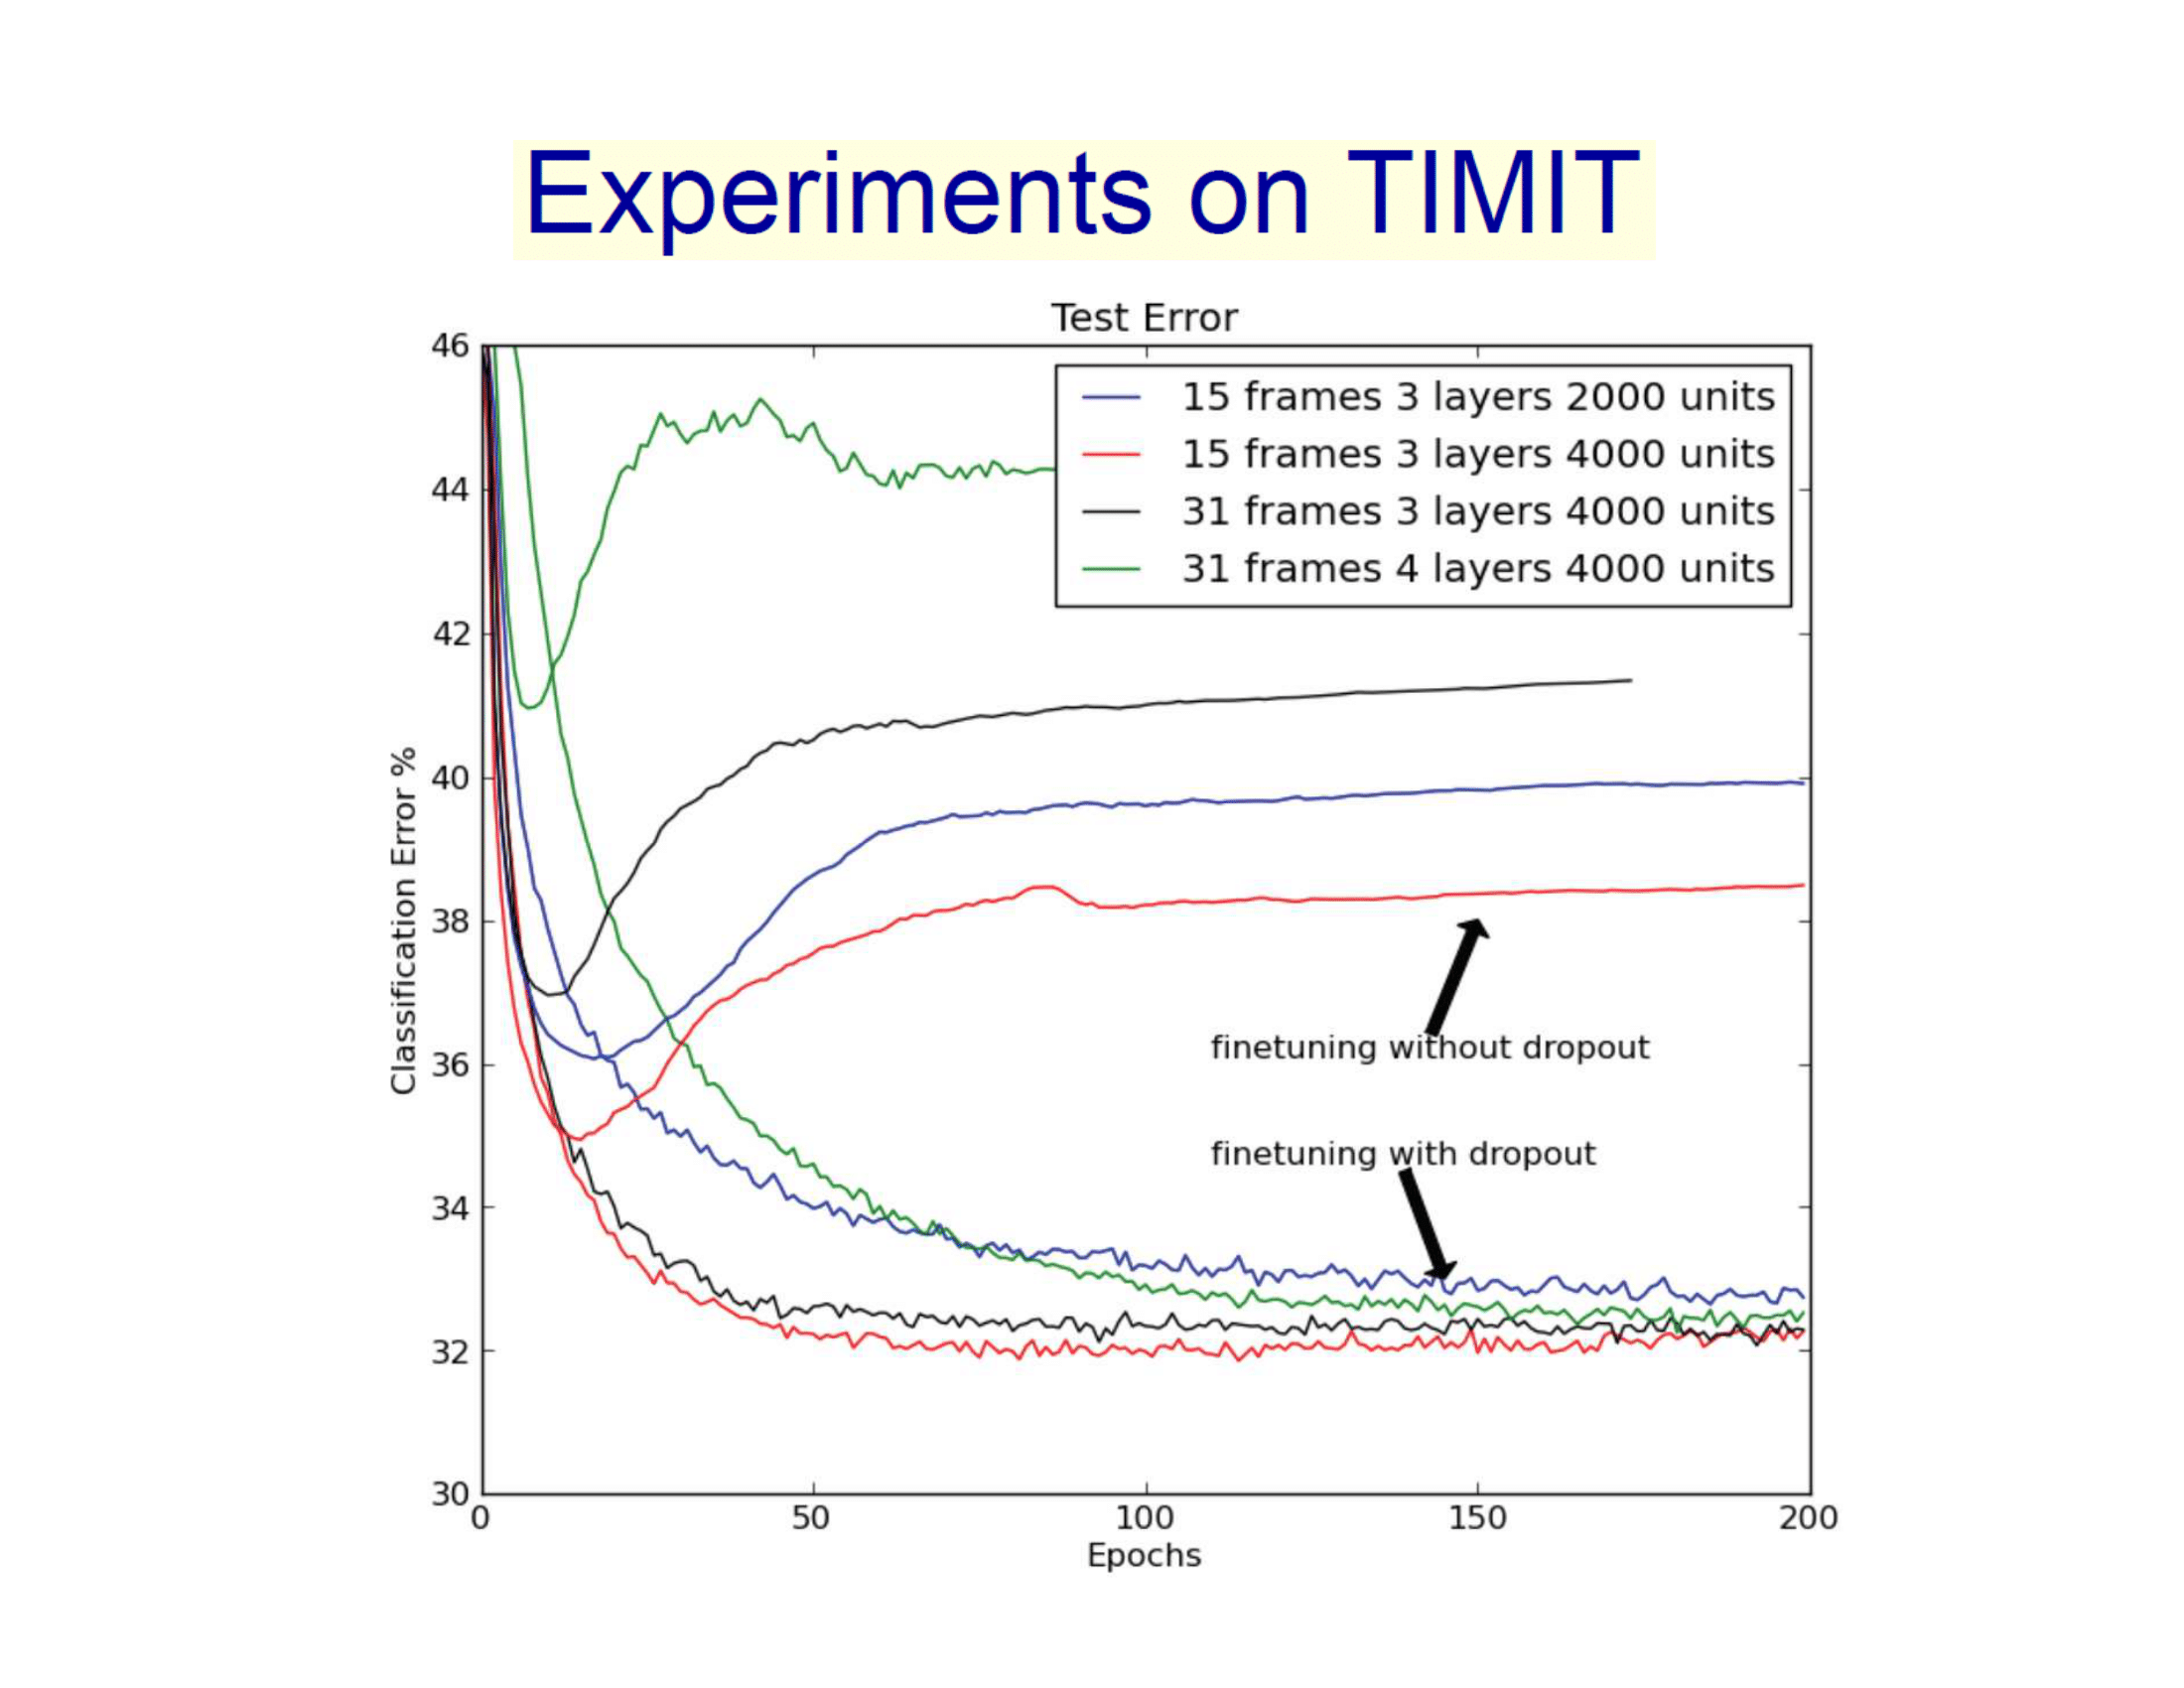 Experiments on TIMIT
Test Error
46
44
42
40
38
36
34
32
30
Classification Error %
15 frames 3 layers 2000 units
15 frames 3 layers 4000 units
31 frames 3 layers 4000 units
31 frames 4 layers 4000 units
finetuning without dropout
finetuning with dropout
0 50 100 150 200
Epochs